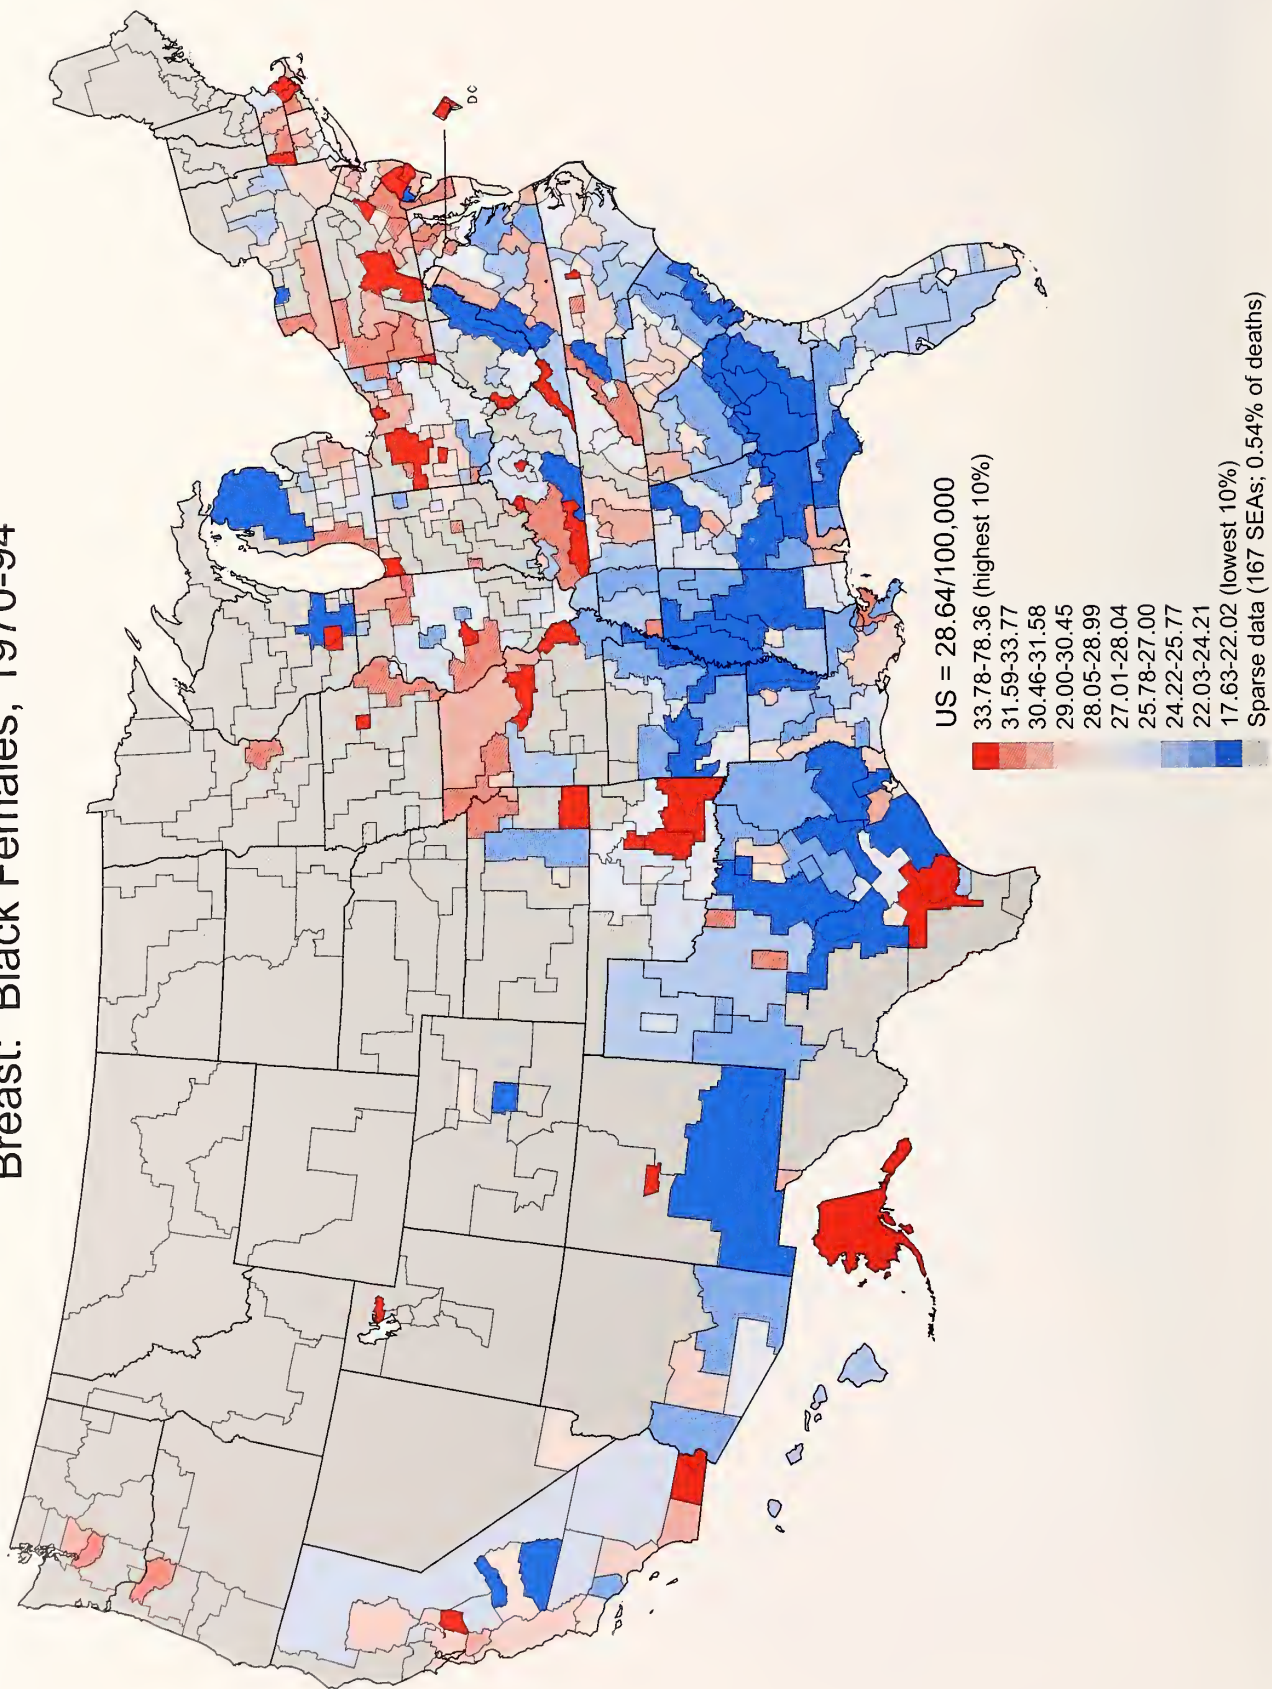 Breast: Black Females, 1970-94
DC
US = 28.64/100,000
33.78-78.36 (highest 10%)
31.59-33.77
30.46-31.58
29.00-30.45
28.05-28.99
27.01-28.04
25.78-27.00
24.22-25.77
22.03-24.21
17.63-22.02 (lowest 10%)
Sparse data (167 SEAs; 0.54% of deaths)